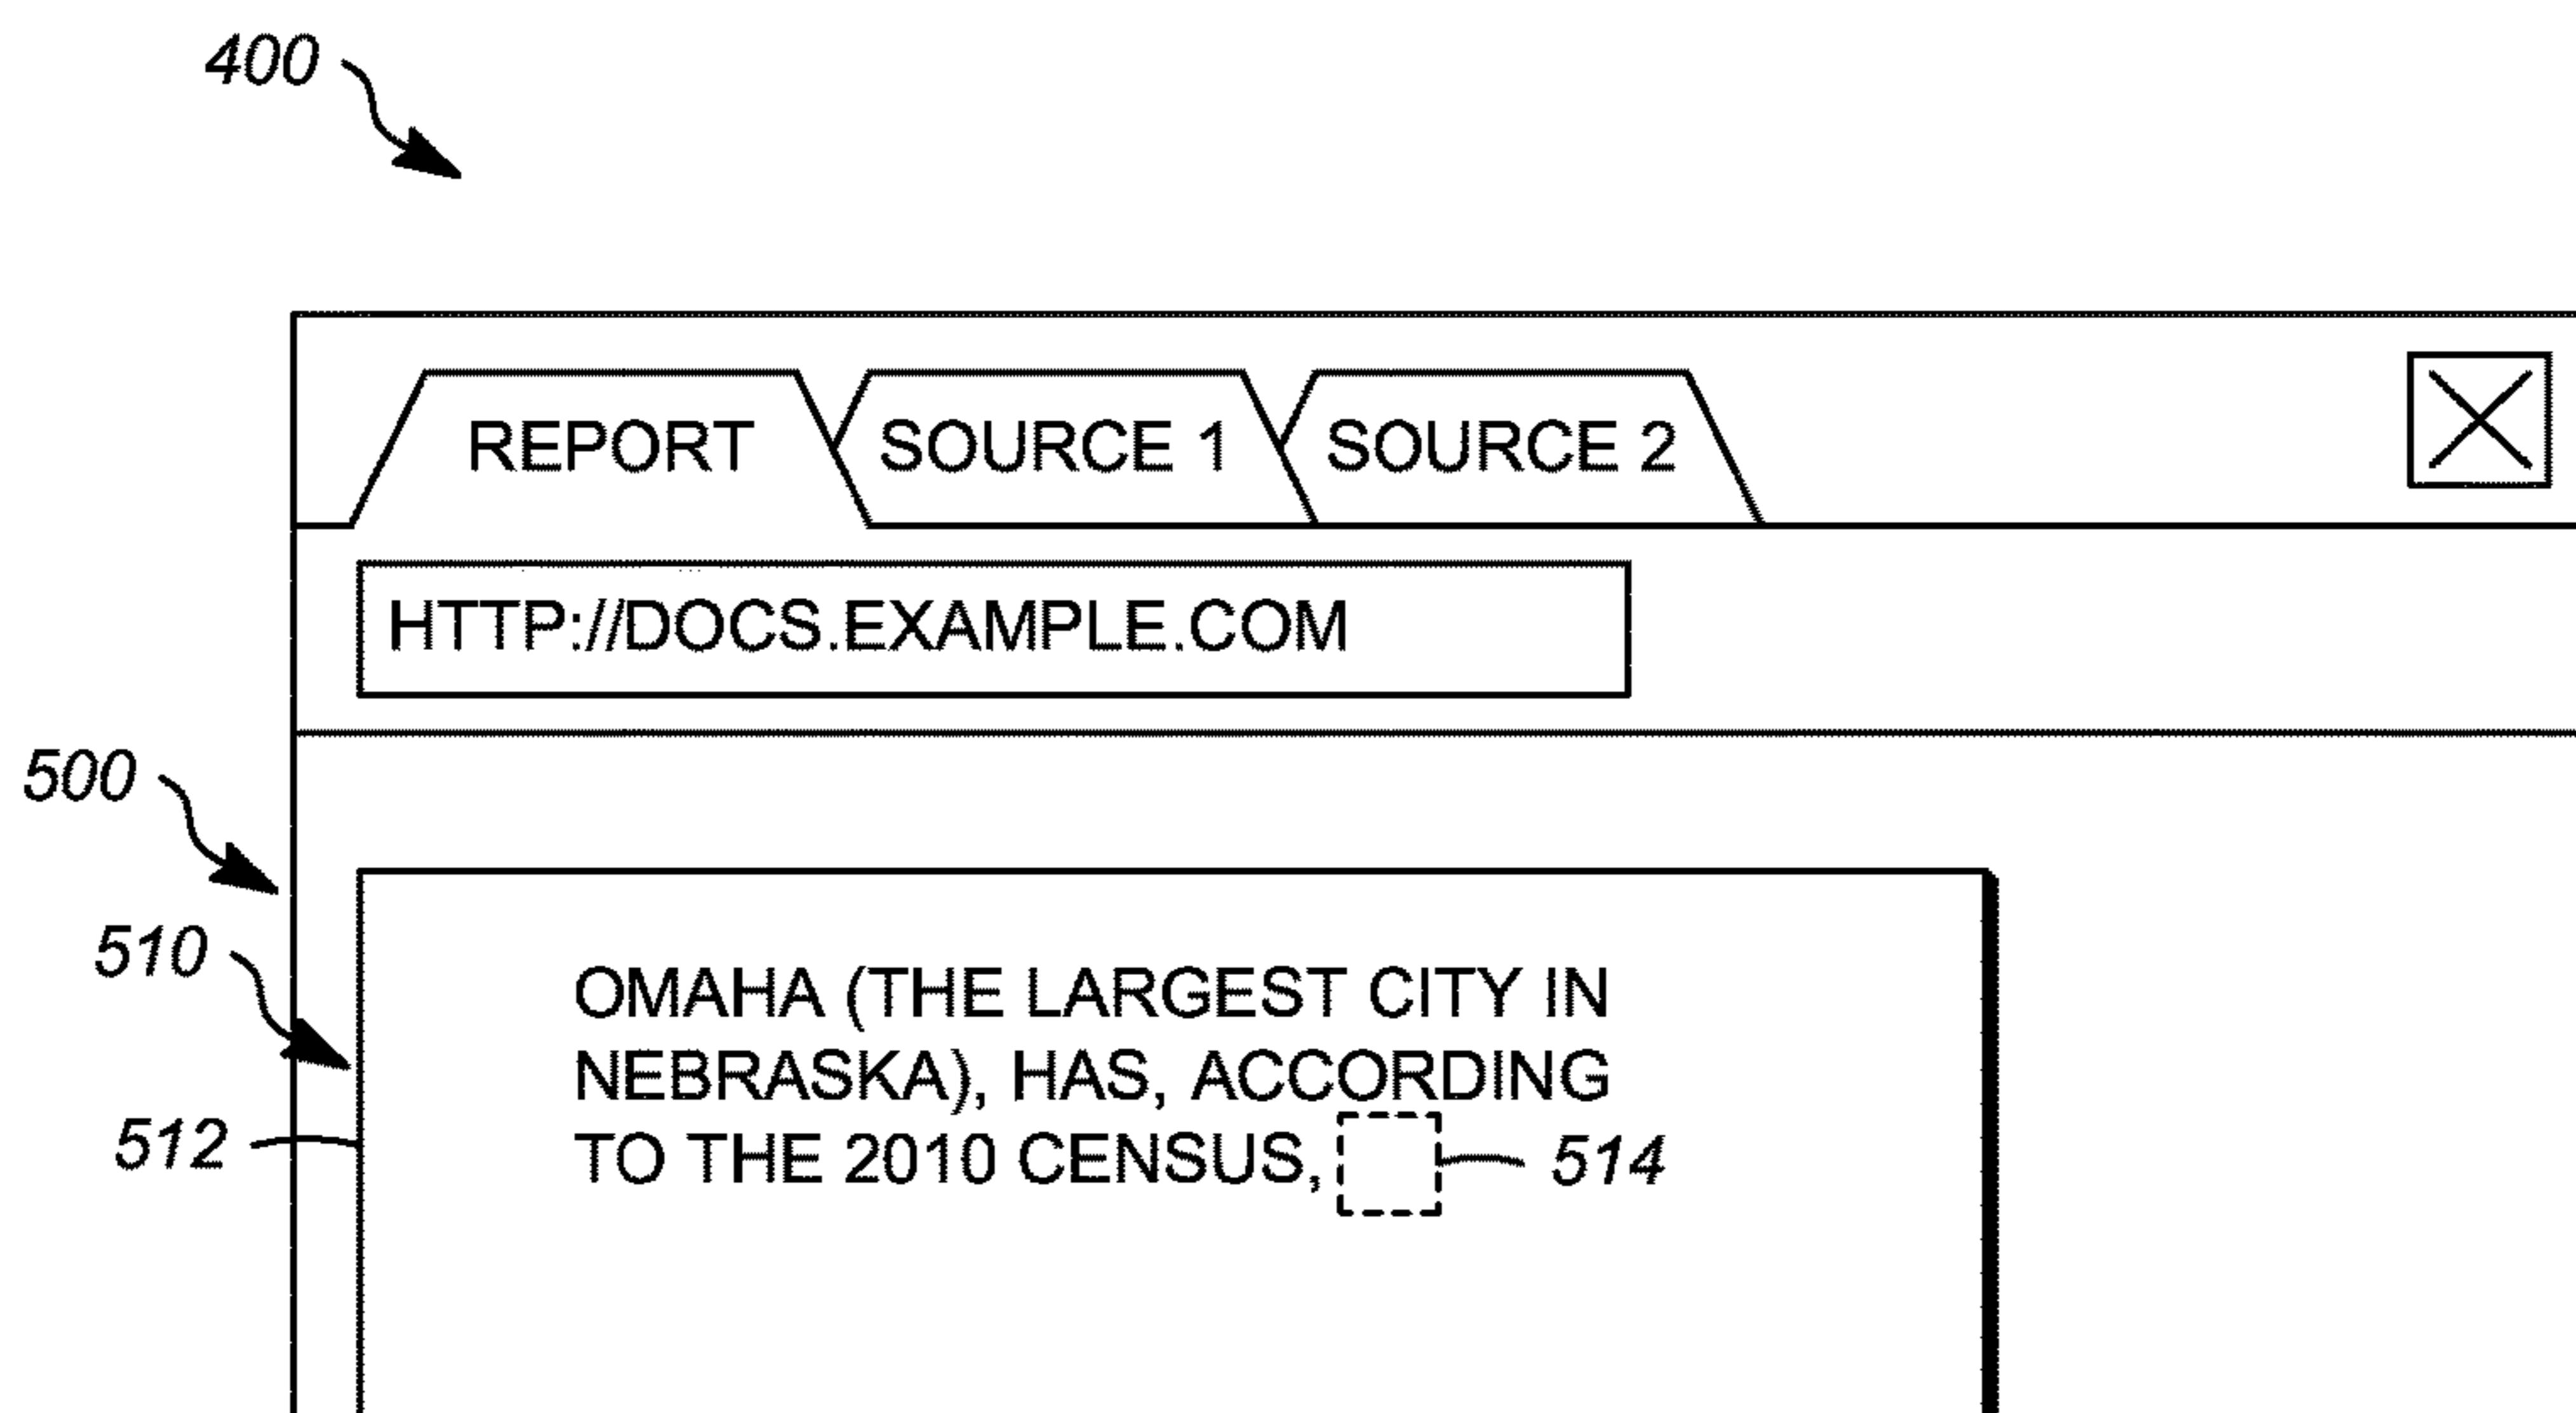 400
REPORT SOURCE 1 SOURCE 2
HTTP://DOCS.EXAMPLE.COM
500
510
OMAHA (THE LARGEST CITY IN
NEBRASKA), HAS, ACCORDING
512 TO THE 2010 CENSUS, 514